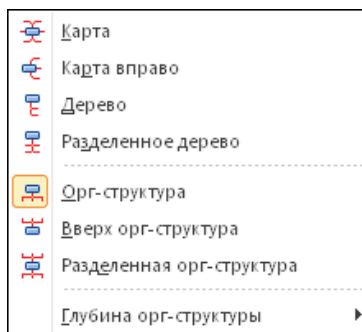 Карта
Карта вправо
Дерево
Разделенное дерево
Орг-структура
Вверх орг-структура
Разделенная орг-структура
Глубина орг-структуры